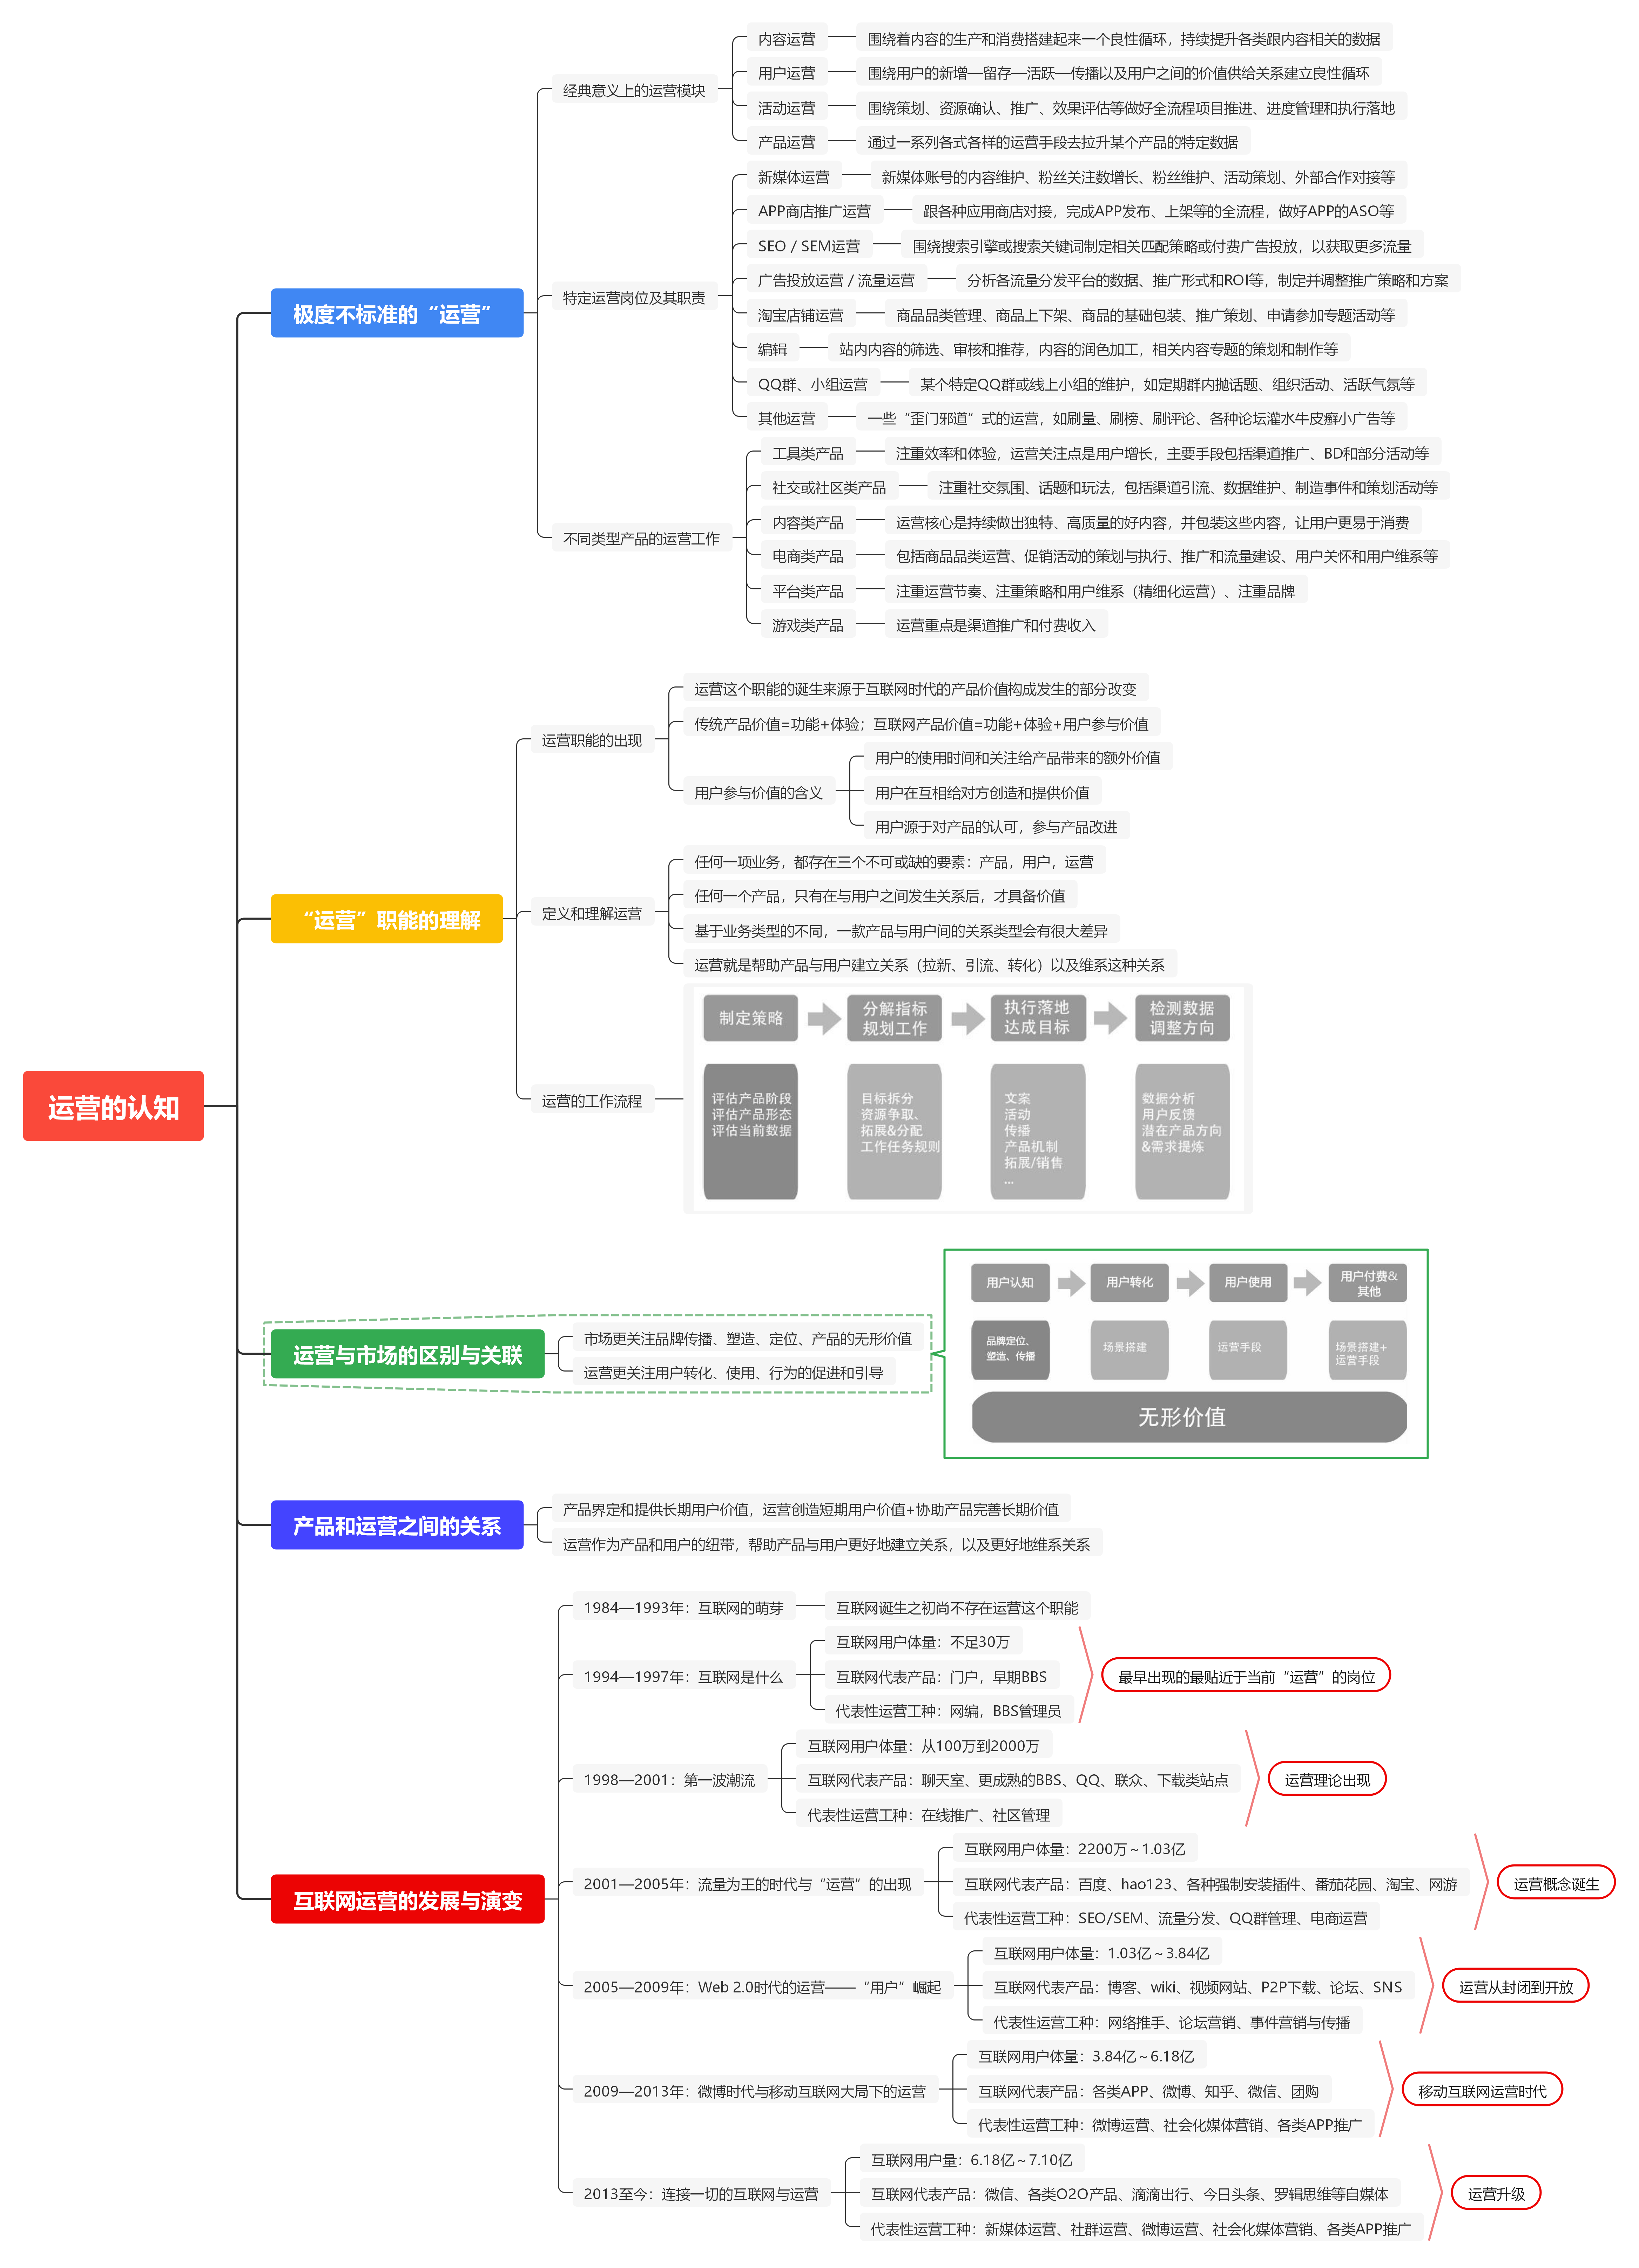 运营的认知
极度不标准的“运营”
经典意义上的运营模块
内容运营
围绕着内容的生产和消费搭建起来一个良性循环，持续提升各类跟内容相关的数据
用户运营
围绕用户的新增—留存—活跃—传播以及用户之间的价值供给关系建立良性循环
活动运营
围绕策划、资源确认、推广、效果评估等做好全流程项目推进、进度管理和执行落地
产品运营
通过一系列各式各样的运营手段去拉升某个产品的特定数据
特定运营岗位及其职责
新媒体运营
新媒体账号的内容维护、粉丝关注数增长、粉丝维护、活动策划、外部合作对接等
APP商店推广运营
跟各种应用商店对接，完成APP发布、上架等的全流程，做好APP的ASO等
SEO / SEM运营
围绕搜索引擎或搜索关键词制定相关匹配策略或付费广告投放，以获取更多流量
广告投放运营 / 流量运营
分析各流量分发平台的数据、推广形式和ROI等，制定并调整推广策略和方案
淘宝店铺运营
商品品类管理、商品上下架、商品的基础包装、推广策划、申请参加专题活动等
编辑
站内内容的筛选、审核和推荐，内容的润色加工，相关内容专题的策划和制作等
QQ群、小组运营
某个特定QQ群或线上小组的维护，如定期群内抛话题、组织活动、活跃气氛等
其他运营
一些“歪门邪道”式的运营，如刷量、刷榜、刷评论、各种论坛灌水牛皮癣小广告等
不同类型产品的运营工作
工具类产品
注重效率和体验，运营关注点是用户增长，主要手段包括渠道推广、BD和部分活动等
社交或社区类产品
注重社交氛围、话题和玩法，包括渠道引流、数据维护、制造事件和策划活动等
内容类产品
运营核心是持续做出独特、高质量的好内容，并包装这些内容，让用户更易于消费
电商类产品
包括商品品类运营、促销活动的策划与执行、推广和流量建设、用户关怀和用户维系等
平台类产品
注重运营节奏、注重策略和用户维系（精细化运营）、注重品牌
游戏类产品
运营重点是渠道推广和付费收入
“运营”职能的理解
运营职能的出现
运营这个职能的诞生来源于互联网时代的产品价值构成发生的部分改变
传统产品价值=功能+体验；互联网产品价值=功能+体验+用户参与价值
用户参与价值的含义
用户的使用时间和关注给产品带来的额外价值
用户在互相给对方创造和提供价值
用户源于对产品的认可，参与产品改进
定义和理解运营
任何一项业务，都存在三个不可或缺的要素：产品，用户，运营
任何一个产品，只有在与用户之间发生关系后，才具备价值
基于业务类型的不同，一款产品与用户间的关系类型会有很大差异
运营就是帮助产品与用户建立关系（拉新、引流、转化）以及维系这种关系
运营的工作流程
制定策略
分解指标
规划工作
执行落地
达成目标
检测数据
调整方向
评估产品阶段
评估产品形态
评估当前数据
目标拆分
资源争取、
拓展&分配
工作任务规则
文案
活动
传播
产品机制
拓展/销售
...
数据分析
用户反馈
潜在产品方向
&需求提炼
运营与市场的区别与关联
市场更关注品牌传播、塑造、定位、产品的无形价值
运营更关注用户转化、使用、行为的促进和引导
用户认知
用户转化
用户使用
用户付费&
其他
品牌定位、
塑造、传播
场景搭建
运营手段
场景搭建+
运营手段
无形价值
产品和运营之间的关系
产品界定和提供长期用户价值，运营创造短期用户价值+协助产品完善长期价值
运营作为产品和用户的纽带，帮助产品与用户更好地建立关系，以及更好地维系关系
互联网运营的发展与演变
1984—1993年：互联网的萌芽
互联网诞生之初尚不存在运营这个职能
1994—1997年：互联网是什么
互联网用户体量：不足30万
互联网代表产品：门户，早期BBS
代表性运营工种：网编，BBS管理员
最早出现的最贴近于当前“运营”的岗位
1998—2001：第一波潮流
互联网用户体量：从100万到2000万
互联网代表产品：聊天室、更成熟的BBS、QQ、联众、下载类站点
代表性运营工种：在线推广、社区管理
运营理论出现
2001—2005年：流量为王的时代与“运营”的出现
互联网用户体量：2200万～1.03亿
互联网代表产品：百度、hao123、各种强制安装插件、番茄花园、淘宝、网游
代表性运营工种：SEO/SEM、流量分发、QQ群管理、电商运营
运营概念诞生
2005—2009年：Web 2.0时代的运营——“用户”崛起
互联网用户体量：1.03亿～3.84亿
互联网代表产品：博客、wiki、视频网站、P2P下载、论坛、SNS
代表性运营工种：网络推手、论坛营销、事件营销与传播
运营从封闭到开放
2009—2013年：微博时代与移动互联网大局下的运营
互联网用户体量：3.84亿～6.18亿
互联网代表产品：各类APP、微博、知乎、微信、团购
代表性运营工种：微博运营、社会化媒体营销、各类APP推广
移动互联网运营时代
2013至今：连接一切的互联网与运营
互联网用户量：6.18亿～7.10亿
互联网代表产品：微信、各类O2O产品、滴滴出行、今日头条、罗辑思维等自媒体
代表性运营工种：新媒体运营、社群运营、微博运营、社会化媒体营销、各类APP推广
运营升级